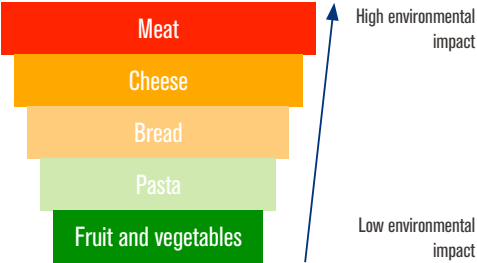 Meat
High environmental
impact
Cheese
Bread
Pasta
Fruit and vegetables
Low environmental
impact